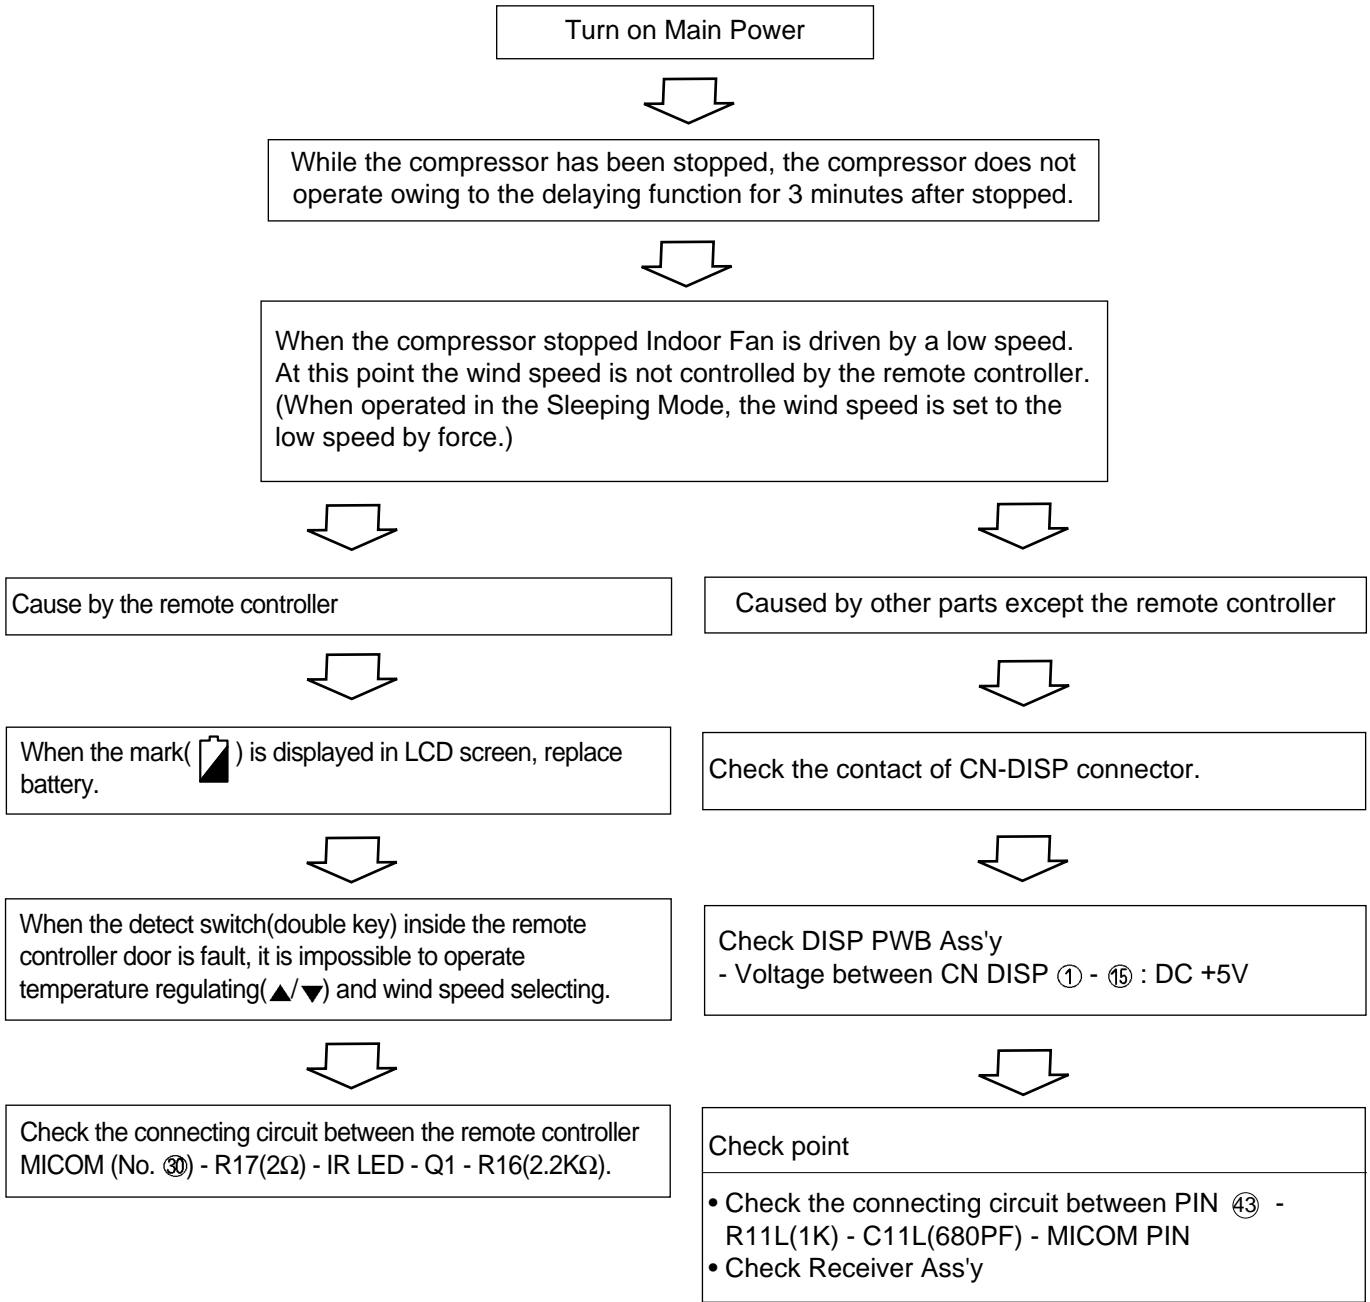 Turn on Main Power
While the compressor has been stopped, the compressor does not
operate owing to the delaying function for 3 minutes after stopped.
When the compressor stopped Indoor Fan is driven by a low speed.
At this point the wind speed is not controlled by the remote controller.
(When operated in the Sleeping Mode, the wind speed is set to the
low speed by force.)
Cause by the remote controller
When the mark( ) is displayed in LCD screen, replace
battery.
When the detect switch(double key) inside the remote
controller door is fault, it is impossible to operate
temperature regulating(▲/▼) and wind speed selecting.
Check the connecting circuit between the remote controller
MICOM (No. ㉚) - R17(2Ω) - IR LED - Q1 - R16(2.2KΩ).
Caused by other parts except the remote controller
Check the contact of CN-DISP connector.
Check DISP PWB Ass'y
- Voltage between CN DISP ① - ⑮ : DC +5V
Check point
• Check the connecting circuit between PIN ㊸ -
R11L(1K) - C11L(680PF) - MICOM PIN
• Check Receiver Ass'y